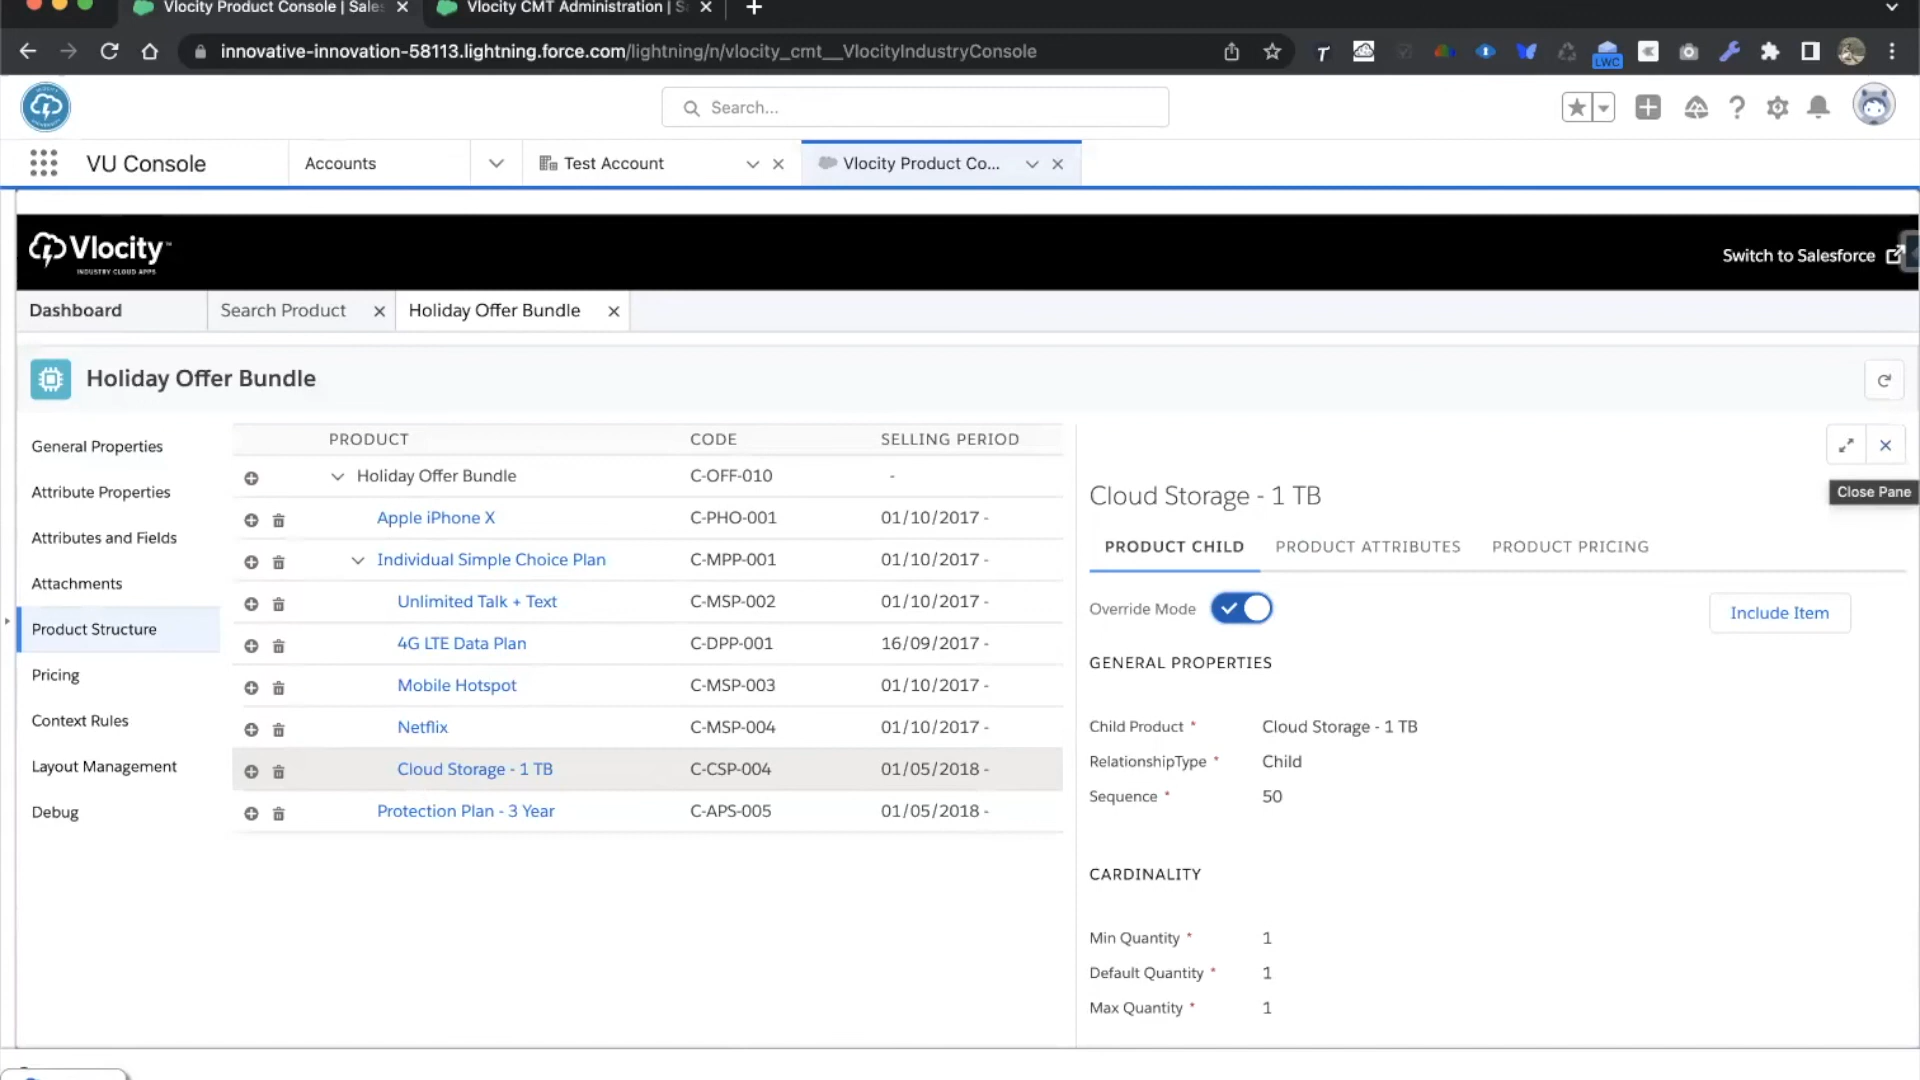 Vlocity Product Console | Sales
Vlocity CMT Administration | S
innovative-innovation-58113.lightning.force.com/lightning/n/vlocity_cmt__VlocityIndustryConsole
LWC
Search...
VU Console
Accounts
Test Account
Vlocity Product Co...
Vlocity™
INDUSTRY CLOUD APPS
Switch to Salesforce
Dashboard
Search Product
Holiday Offer Bundle
Holiday Offer Bundle
General Properties
Attribute Properties
Attributes and Fields
Attachments
Product Structure
Pricing
Context Rules
Layout Management
Debug
PRODUCT CODE SELLING PERIOD
Holiday Offer Bundle C-OFF-010 -
Apple iPhone X C-PHO-001 01/10/2017 -
Individual Simple Choice Plan C-MPP-001 01/10/2017 -
Unlimited Talk + Text C-MSP-002 01/10/2017 -
4G LTE Data Plan C-DPP-001 16/09/2017 -
Mobile Hotspot C-MSP-003 01/10/2017 -
Netflix C-MSP-004 01/10/2017 -
Cloud Storage - 1 TB C-CSP-004 01/05/2018 -
Protection Plan - 3 Year C-APS-005 01/05/2018 -
Close Pane
Cloud Storage - 1 TB
PRODUCT CHILD PRODUCT ATTRIBUTES PRODUCT PRICING
Override Mode
Include Item
GENERAL PROPERTIES
Child Product * Cloud Storage - 1 TB
RelationshipType * Child
Sequence * 50
CARDINALITY
Min Quantity * 1
Default Quantity * 1
Max Quantity * 1